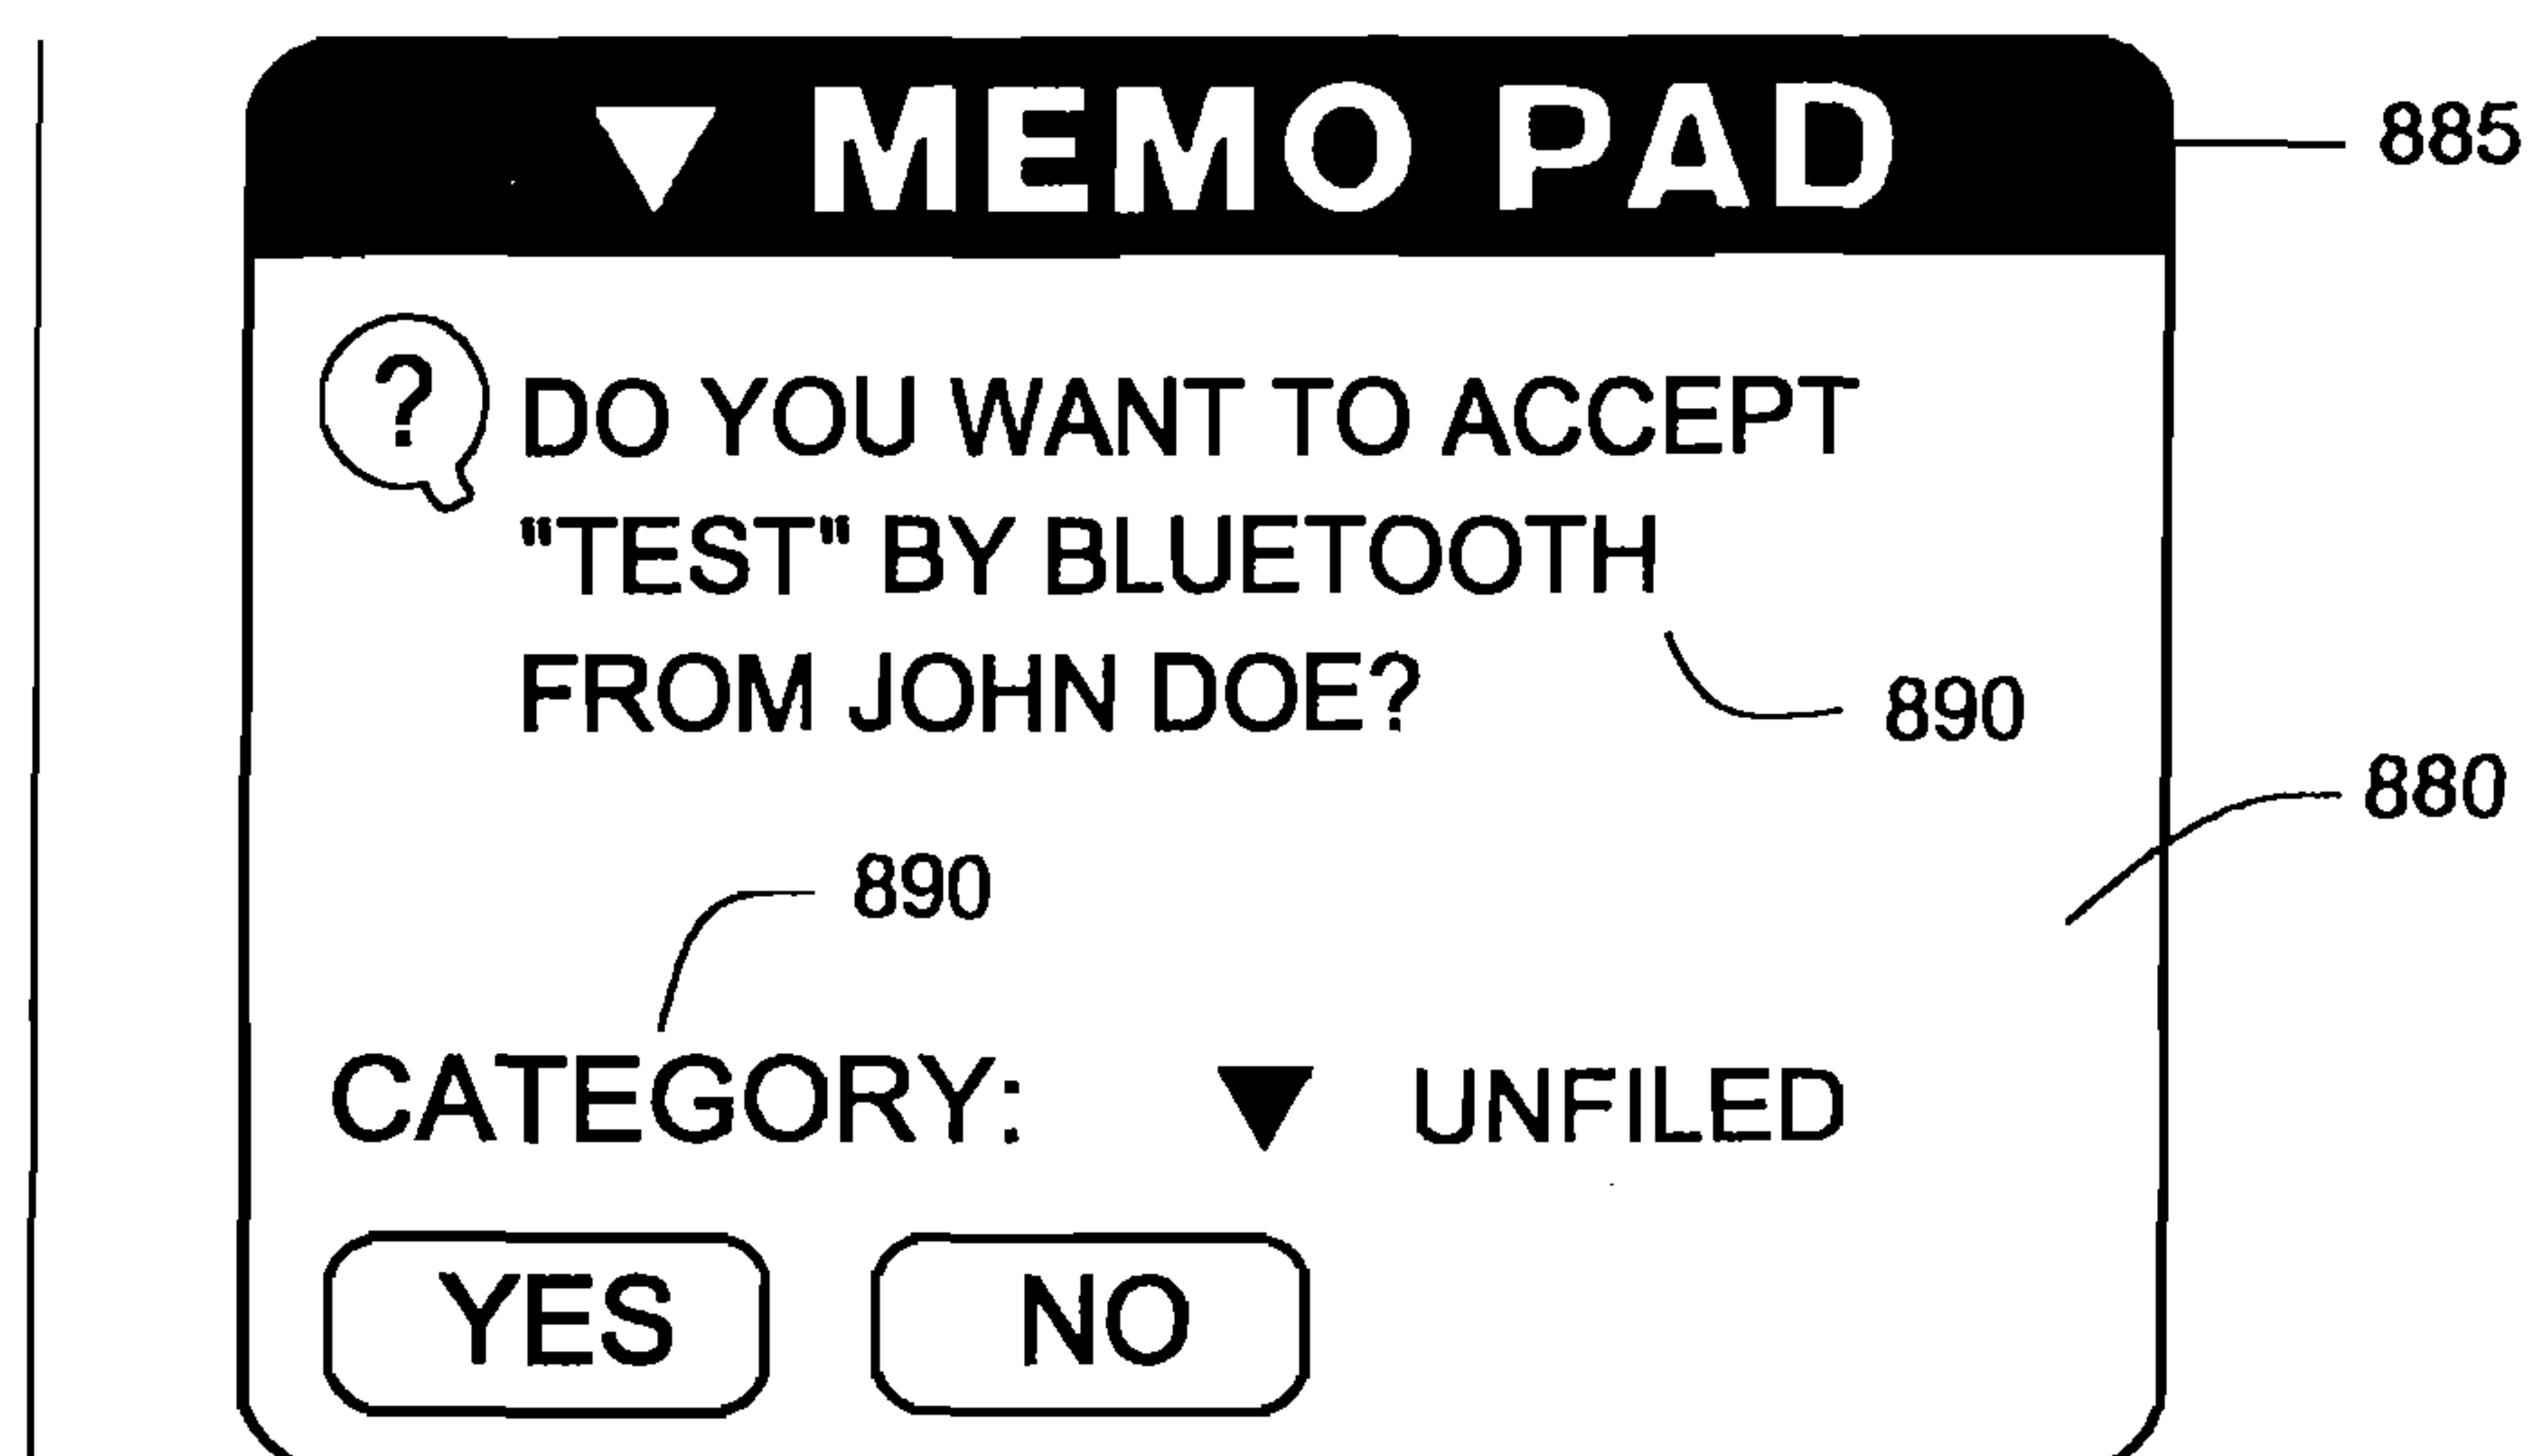 ▼ MEMO PAD
885
? DO YOU WANT TO ACCEPT
"TEST" BY BLUETOOTH
FROM JOHN DOE?
890
880
890
CATEGORY: ▼ UNFILED
YES NO